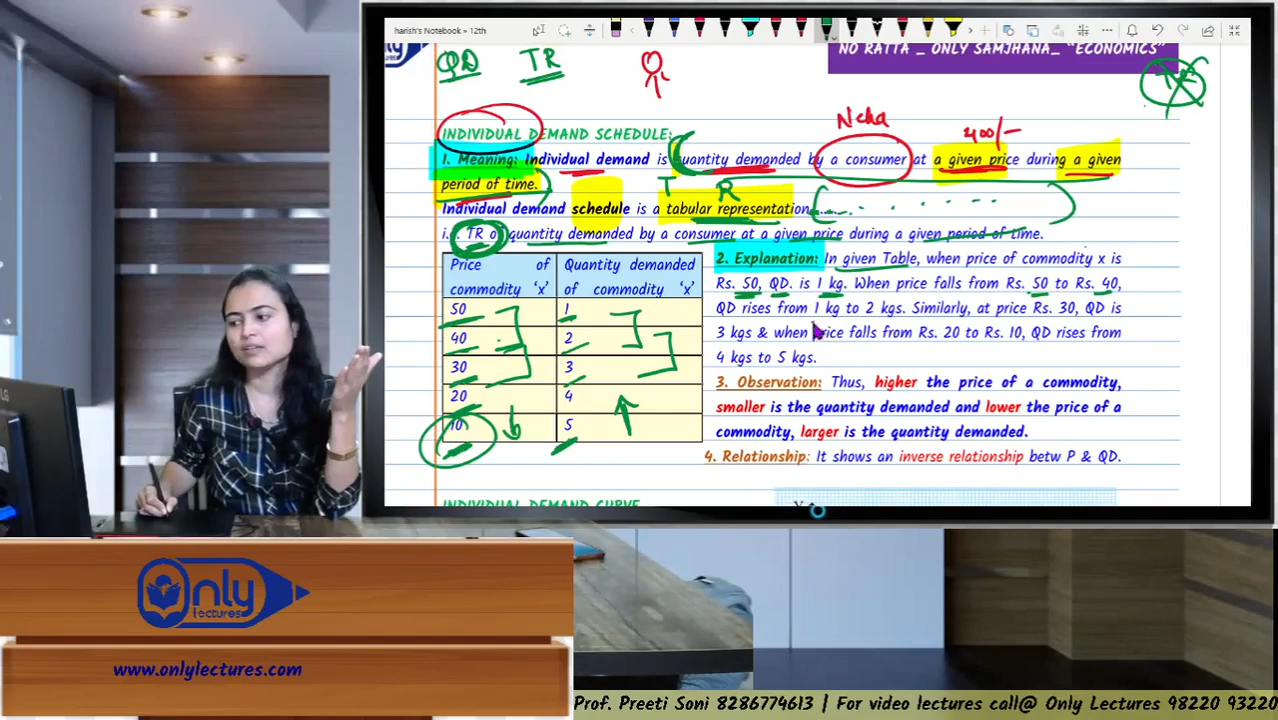 harish's Notebook » 12th
nly
NO RATTA _ ONLY SAMJHANA_ "ECONOMICS"
QD TR
INDIVIDUAL DEMAND SCHEDULE:
Neha
400/-
1. Meaning: Individual demand is quantity demanded by a consumer at a given price during a given
period of time.
T R
Individual demand schedule is a tabular representation......
i.e. TR of quantity demanded by a consumer at a given price during a given period of time.
Price of
commodity 'x'
Quantity demanded
of commodity 'x'
50 1
40 2
30 3
20 4
10 5
2. Explanation: In given Table, when price of commodity x is
Rs. 50, QD. is 1 kg. When price falls from Rs. 50 to Rs. 40,
QD rises from 1 kg to 2 kgs. Similarly, at price Rs. 30, QD is
3 kgs & when price falls from Rs. 20 to Rs. 10, QD rises from
4 kgs to 5 kgs.
3. Observation: Thus, higher the price of a commodity,
smaller is the quantity demanded and lower the price of a
commodity, larger is the quantity demanded.
4. Relationship: It shows an inverse relationship betw P & QD.
INDIVIDUAL DEMAND CURVE
Y
Only
lectures
www.onlylectures.com
Prof. Preeti Soni 8286774613 | For video lectures call@ Only Lectures 98220 93220